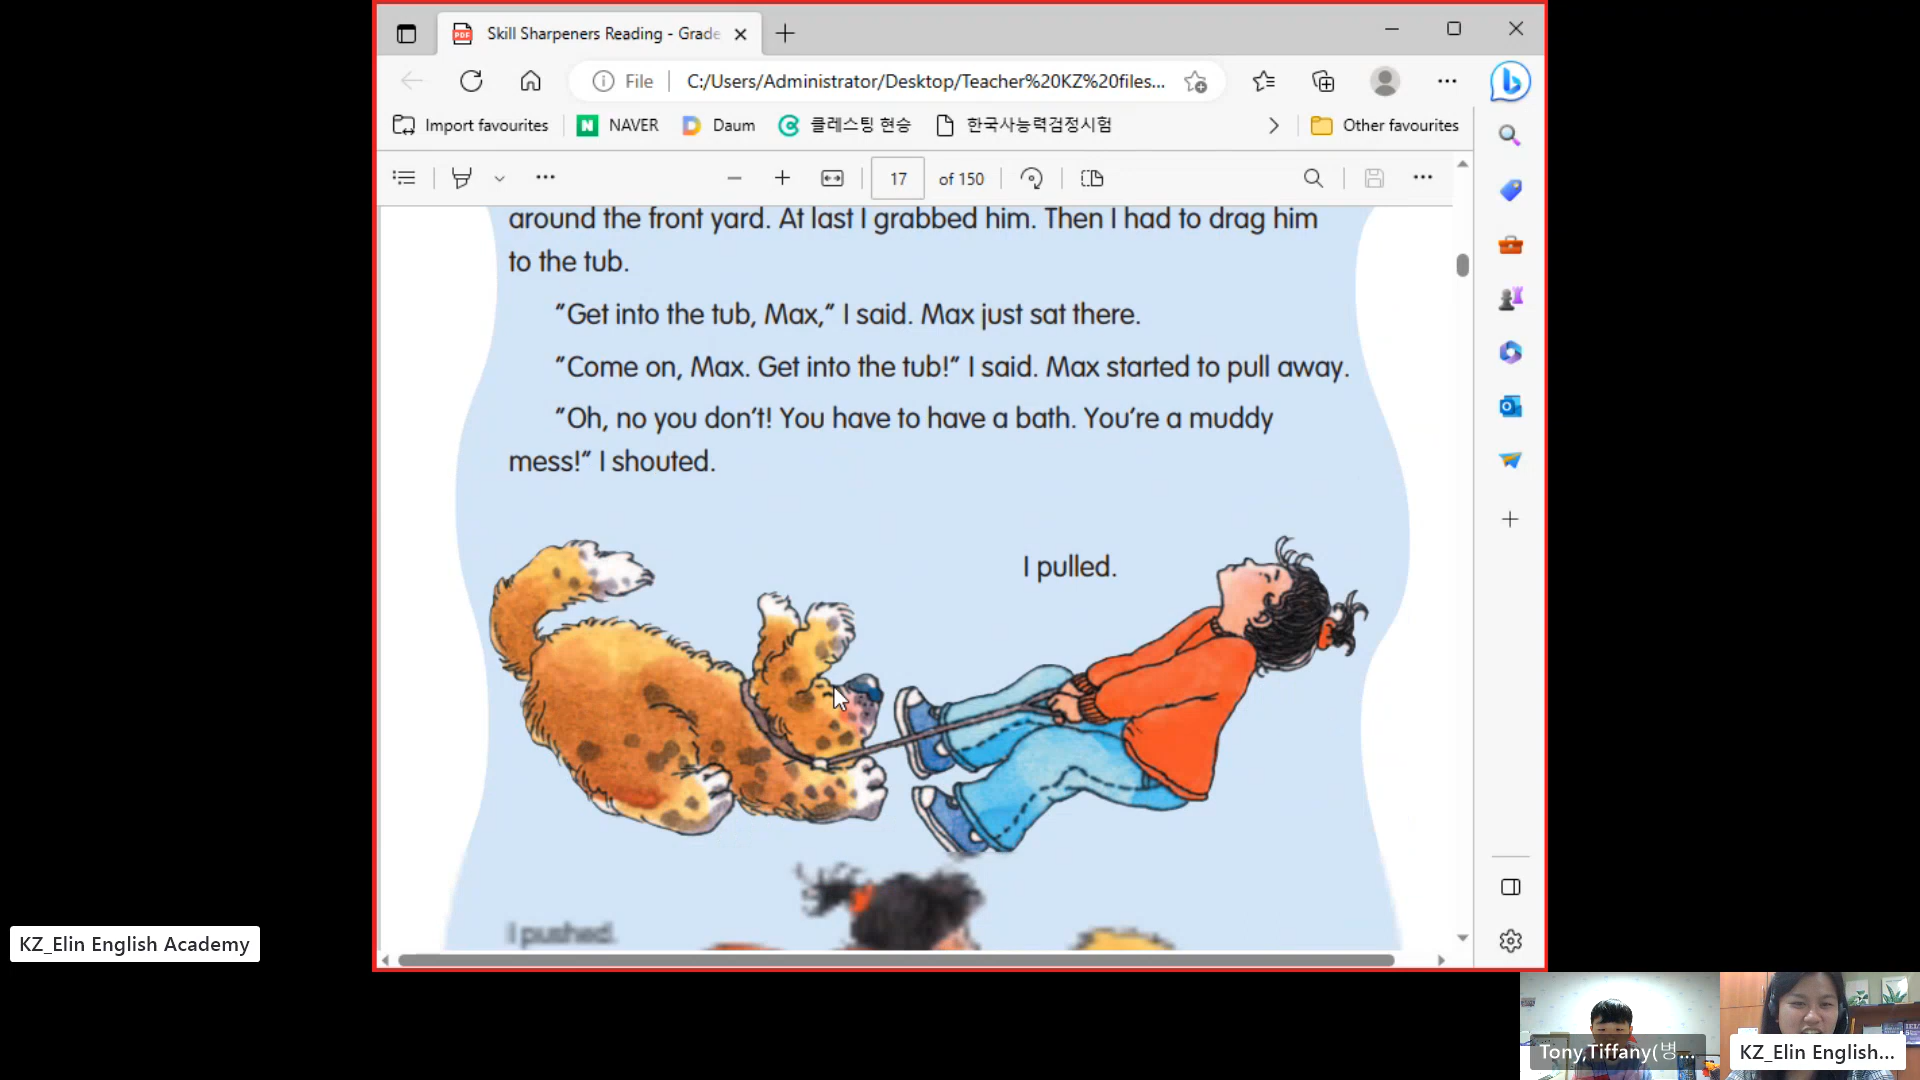 Skill Sharpeners Reading - Grade
File
C:/Users/Administrator/Desktop/Teacher%20KZ%20files...
Import favourites
NAVER
Daum
클레스팅 현승
한국사능력검정시험
Other favourites
17 of 150
around the front yard. At last I grabbed him. Then I had to drag him
to the tub.
"Get into the tub, Max," I said. Max just sat there.
"Come on, Max. Get into the tub!" I said. Max started to pull away.
"Oh, no you don't! You have to have a bath. You're a muddy
mess!" I shouted.
I pulled.
I pushed.
KZ_Elin English Academy
Tony,Tiffany(병...
KZ_Elin English...